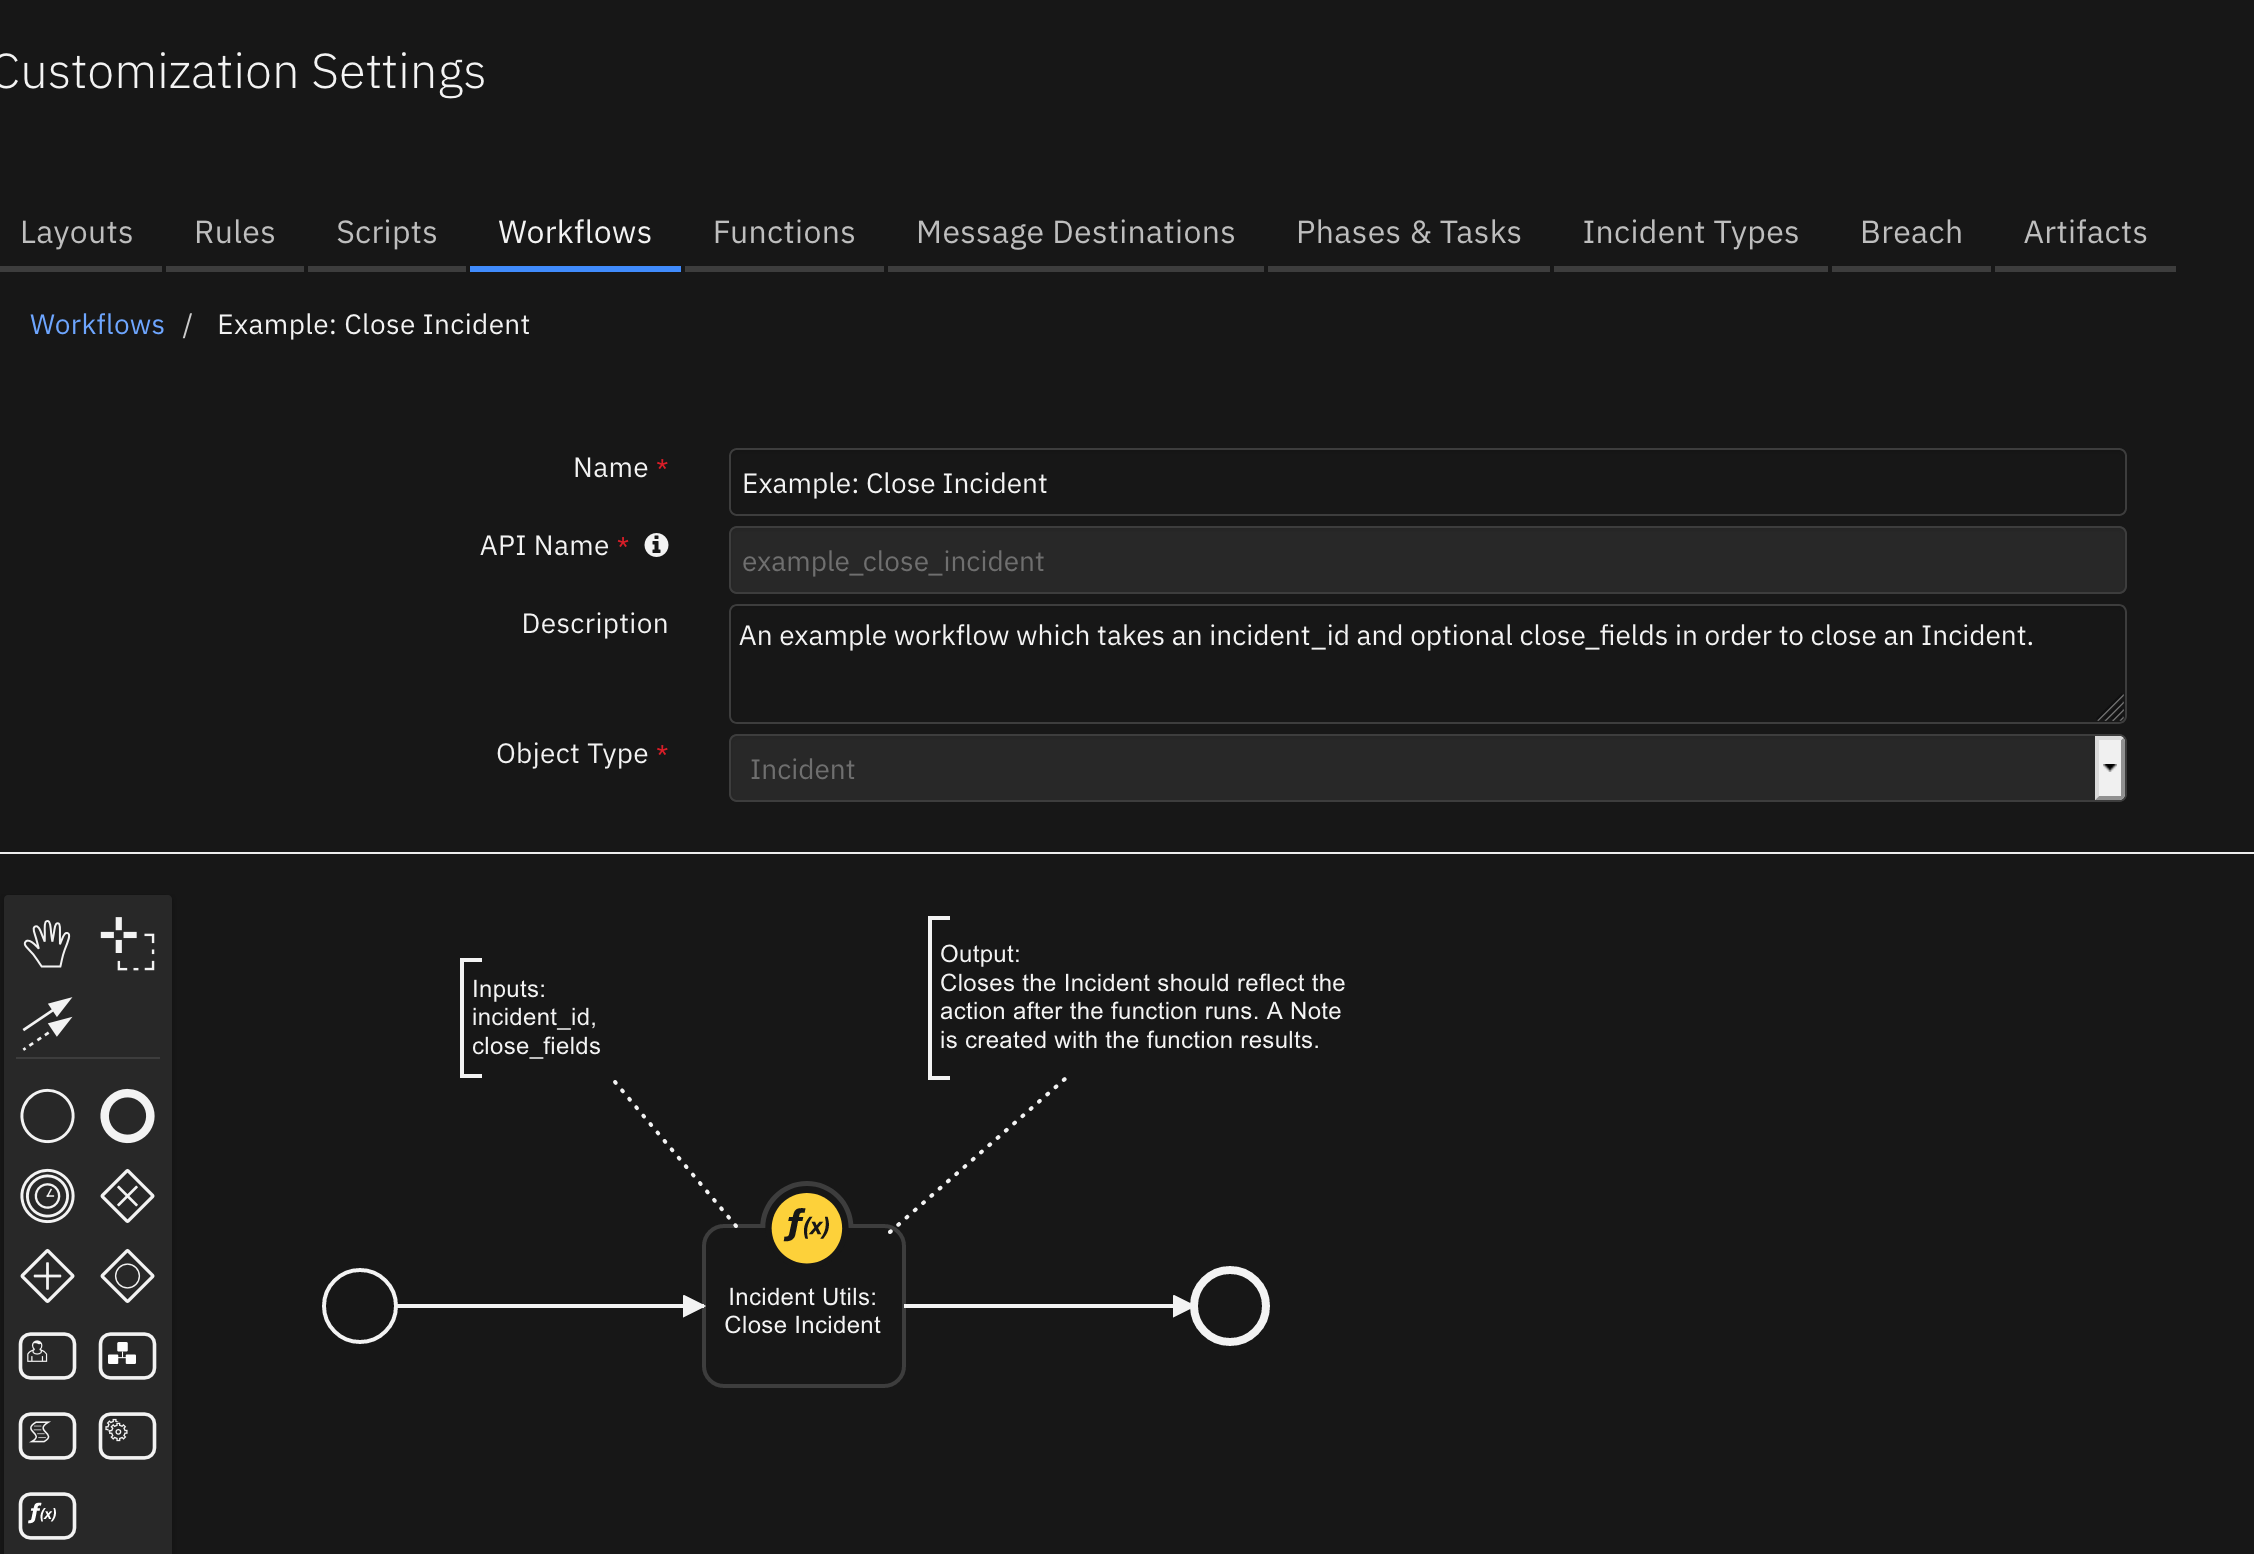 Customization Settings
Layouts Rules Scripts Workflows Functions Message Destinations Phases & Tasks Incident Types Breach Artifacts
Workflows / Example: Close Incident
Name * Example: Close Incident
API Name * example_close_incident
Description An example workflow which takes an incident_id and optional close_fields in order to close an Incident.
Object Type * Incident
Inputs:
incident_id,
close_fields
Output:
Closes the Incident should reflect the
action after the function runs. A Note
is created with the function results.
f(x)
Incident Utils:
Close Incident
f(x)